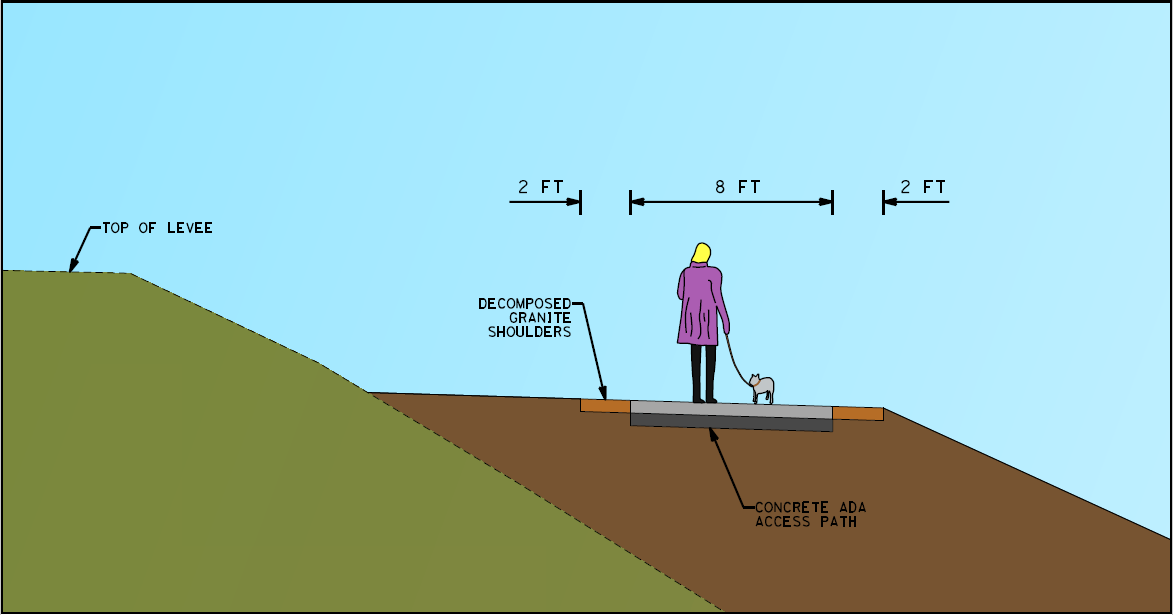 2 FT
8 FT
2 FT
TOP OF LEVEE
DECOMPOSED
GRANITE
SHOULDERS
CONCRETE ADA
ACCESS PATH